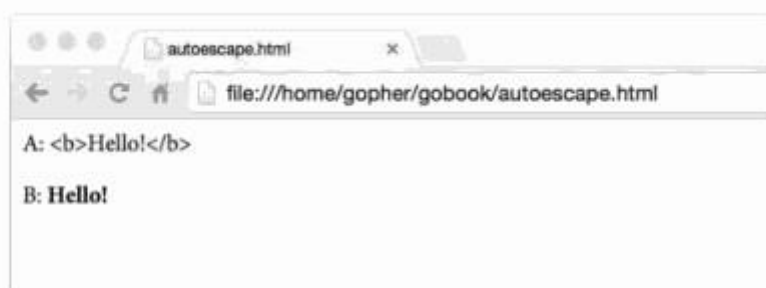 autoescape.html
file:///home/gopher/gobook/autoescape.html
A: <b>Hello!</b>
B: Hello!